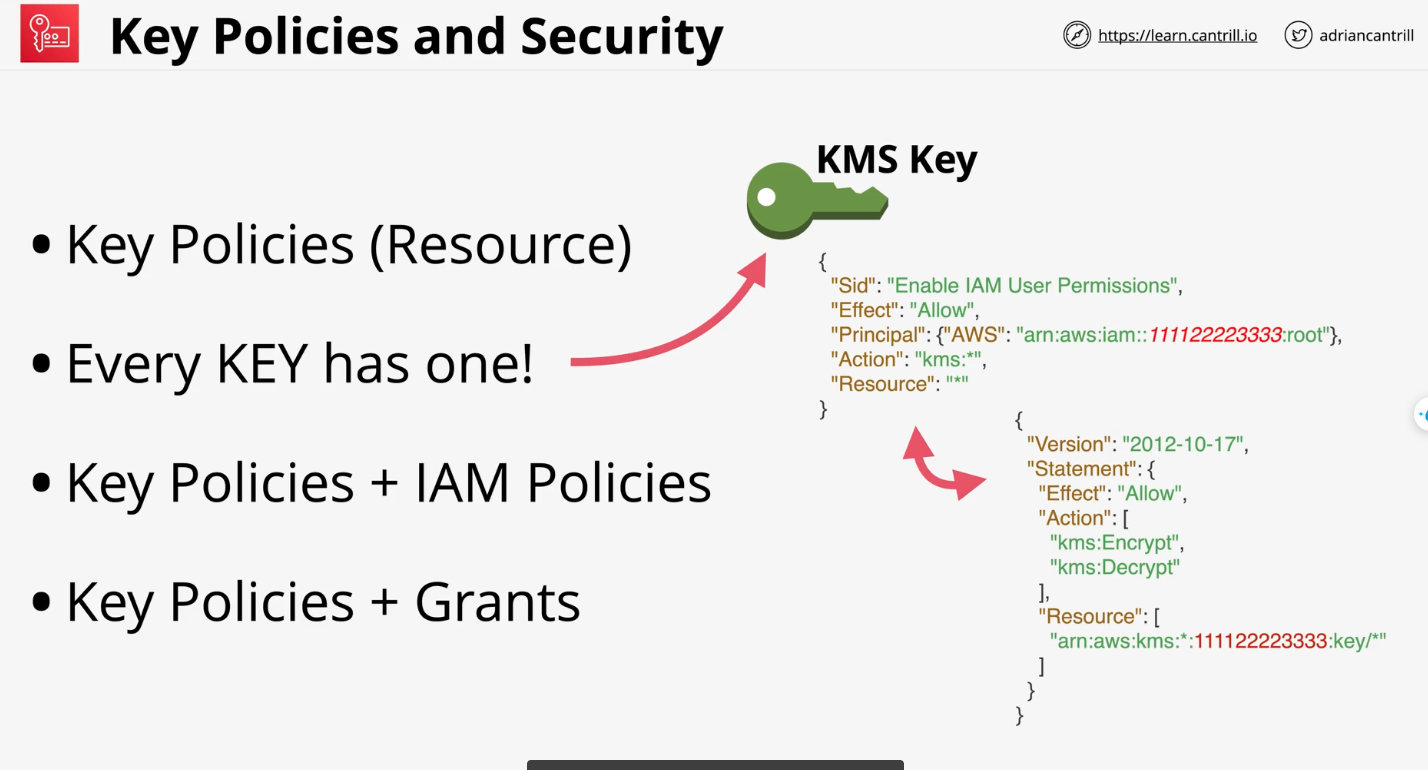 Key Policies and Security
https://learn.cantrill.io
adriancantrill
• Key Policies (Resource)
• Every KEY has one!
• Key Policies + IAM Policies
• Key Policies + Grants
KMS Key
{
"Sid": "Enable IAM User Permissions",
"Effect": "Allow",
"Principal": {"AWS": "arn:aws:iam::111122223333:root"},
"Action": "kms:*",
"Resource": "*"
}
{
"Version": "2012-10-17",
"Statement": {
"Effect": "Allow",
"Action": [
"kms:Encrypt",
"kms:Decrypt"
],
"Resource": [
"arn:aws:kms:*:111122223333:key/*"
]
}
}